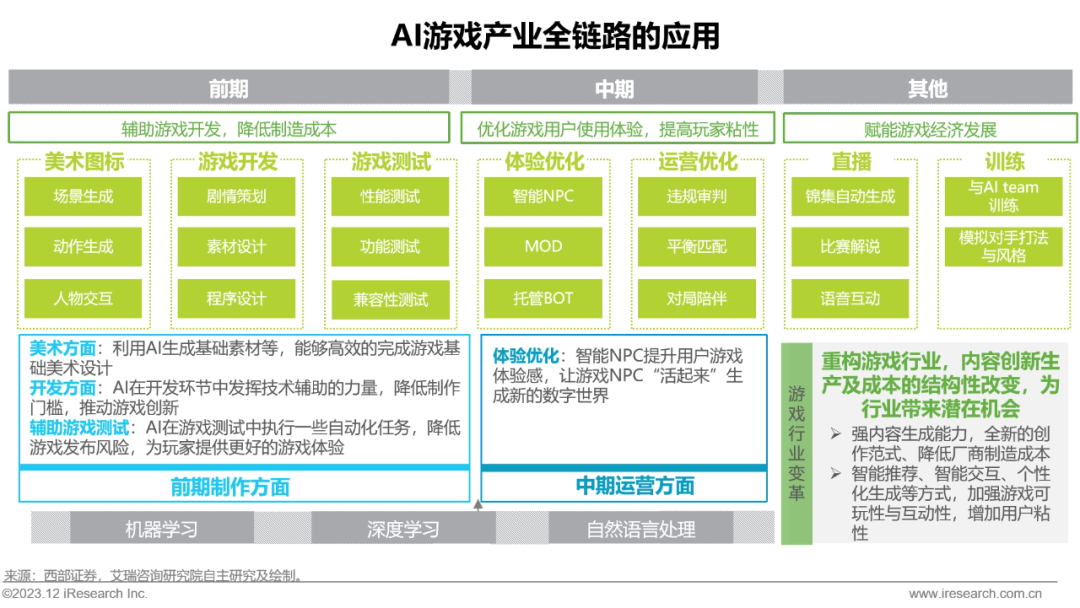 AI游戏产业全链路的应用
前期
中期
其他
辅助游戏开发，降低制造成本
优化游戏用户使用体验，提高玩家粘性
赋能游戏经济发展
美术图标
游戏开发
游戏测试
体验优化
运营优化
直播
训练
场景生成
剧情策划
性能测试
智能NPC
违规审判
锦集自动生成
与AI team
训练
动作生成
素材设计
功能测试
MOD
平衡匹配
比赛解说
模拟对手打法
与风格
人物交互
程序设计
兼容性测试
托管BOT
对局陪伴
语音互动
美术方面：利用AI生成基础素材等，能够高效的完成游戏基
础美术设计
开发方面：AI在开发环节中发挥技术辅助的力量，降低制作
门槛，推动游戏创新
辅助游戏测试：AI在游戏测试中执行一些自动化任务，降低
游戏发布风险，为玩家提供更好的游戏体验
前期制作方面
体验优化：智能NPC提升用户游戏
体验感，让游戏NPC“活起来”生
成新的数字世界
中期运营方面
游戏行业变革
重构游戏行业，内容创新生
产及成本的结构性改变，为
行业带来潜在机会
➢ 强内容生成能力，全新的创
作范式、降低厂商制造成本
➢ 智能推荐、智能交互、个性
化生成等方式，加强游戏可
玩性与互动性，增加用户粘
性
机器学习
深度学习
自然语言处理
来源：西部证券，艾瑞咨询研究院自主研究及绘制。
©2023.12 iResearch Inc.
www.iresearch.com.cn